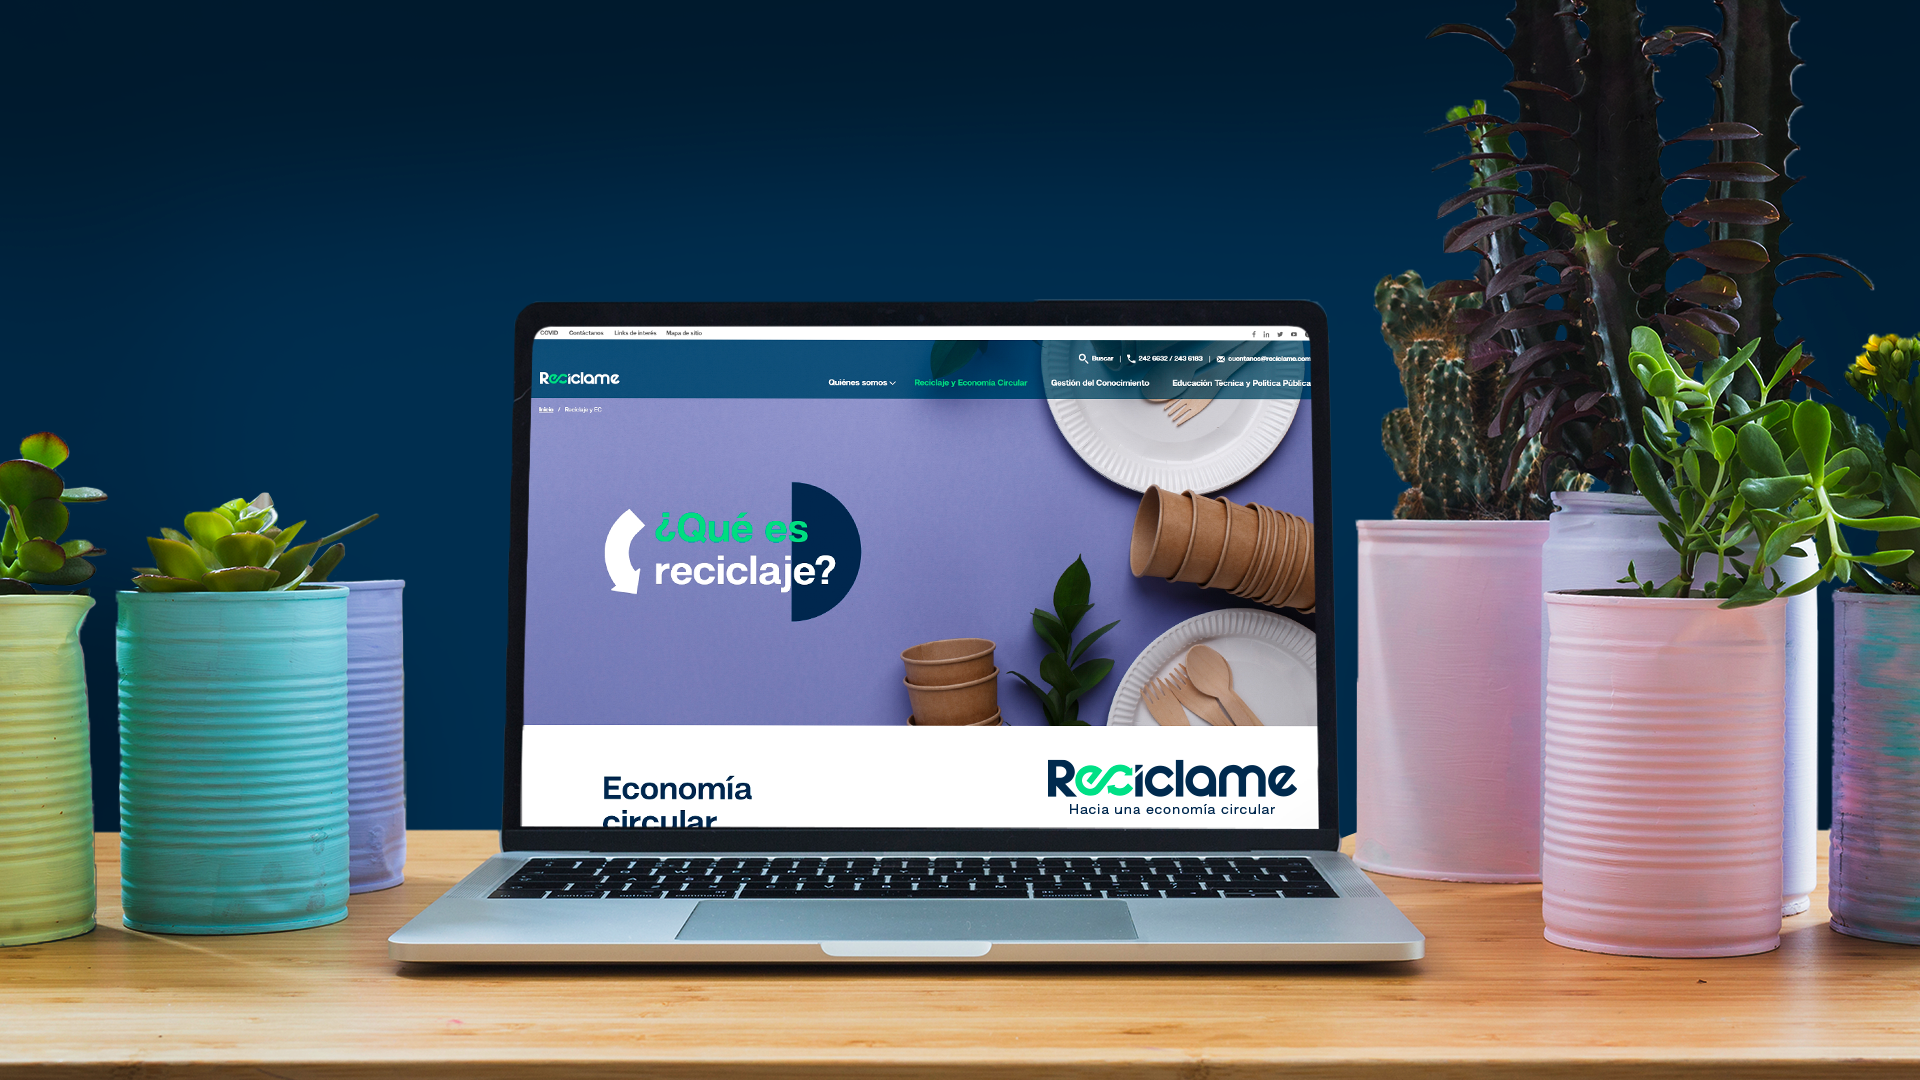 COVID Contáctanos Links de interés Mapa de sitio
Buscar | 242 6632 / 243 6183 | cuentanos@reciclame.com
Reciclame
Quiénes somos Reciclaje y Economía Circular Gestión del Conocimiento Educación Técnica y Política Pública
Inicio / Reciclaje y EC
¿Qué es
reciclaje?
Economía
circular
Reciclame
Hacia una economía circular